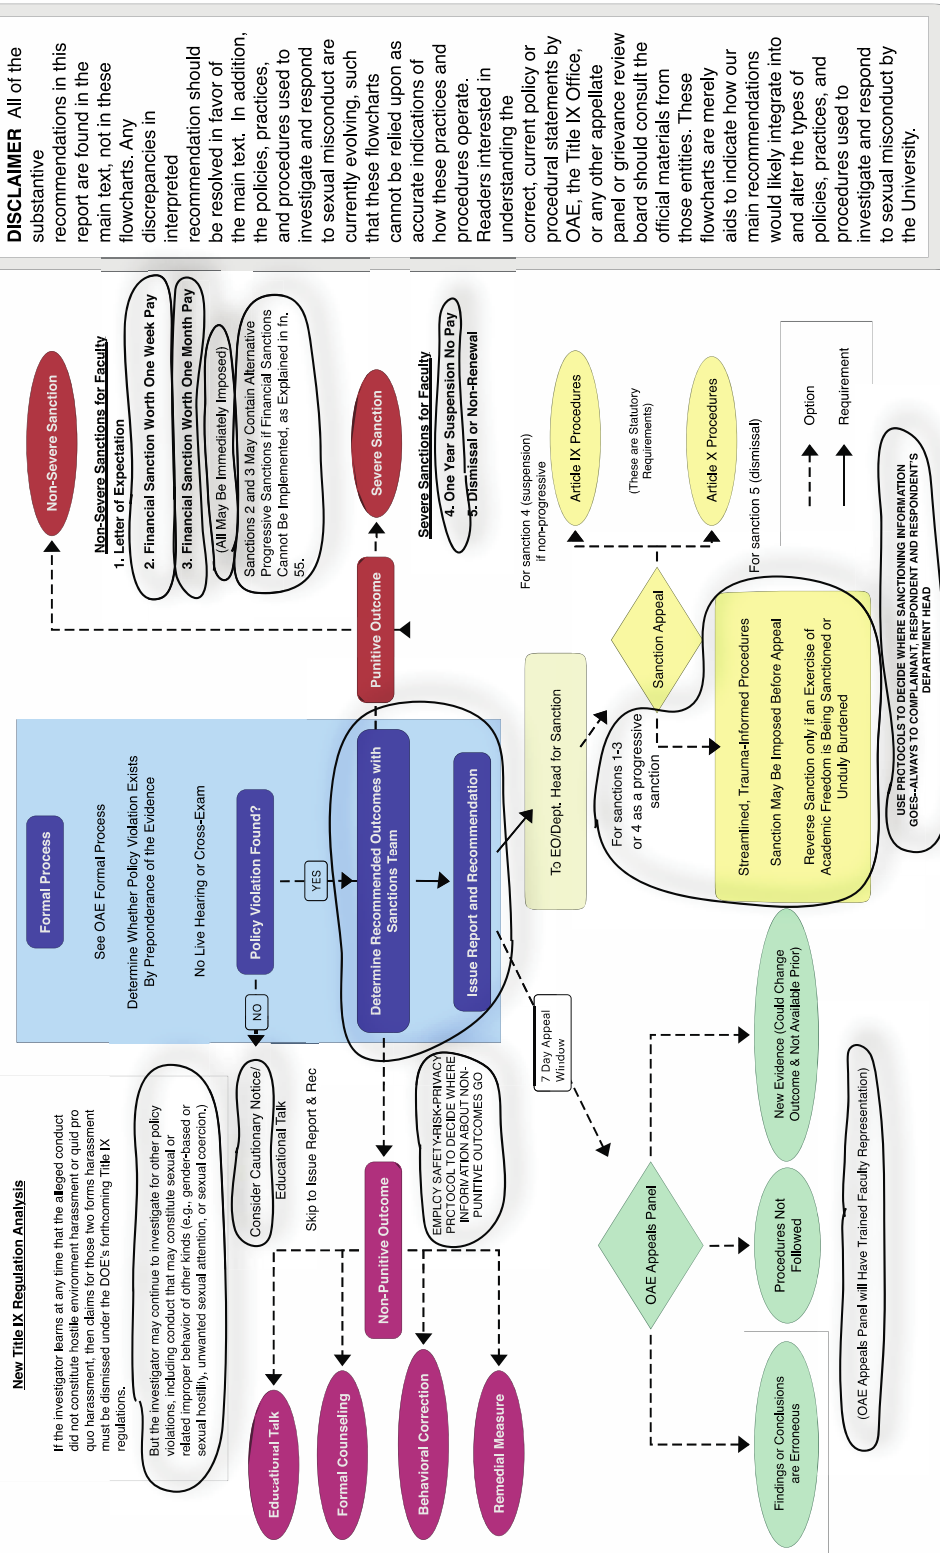 New Title IX Regulation Analysis
If the investigator learns at any time that the alleged conduct
did not constitute hostile environment harassment or quid pro
quo harassment, then claims for those two forms harassment
must be dismissed under the DOE's forthcoming Title IX
regulations.
But the investigator may continue to investigate for other policy
violations, including conduct that may constitute sexual or
related improper behavior of other kinds (e.g., gender-based or
sexual hostility, unwanted sexual attention, or sexual coercion.)
Formal Process
See OAE Formal Process
Determine Whether Policy Violation Exists
By Preponderance of the Evidence
No Live Hearing or Cross-Exam
Policy Violation Found?
NO
YES
Consider Cautionary Notice/
Educational Talk
Skip to Issue Report & Rec
Determine Recommended Outcomes with
Sanctions Team
Issue Report and Recommendation
Non-Punitive Outcome
EMPLOY SAFETY-RISK-PRIVACY
PROTOCOL TO DECIDE WHERE
INFORMATION ABOUT NON-
PUNITIVE OUTCOMES GO
Educational Talk
Formal Counseling
Behavioral Correction
Remedial Measure
Punitive Outcome
Non-Severe Sanction
Non-Severe Sanctions for Faculty
1. Letter of Expectation
2. Financial Sanction Worth One Week Pay
3. Financial Sanction Worth One Month Pay
(All May Be Immediately Imposed)
Sanctions 2 and 3 May Contain Alternative
Progressive Sanctions if Financial Sanctions
Cannot Be Implemented, as Explained in fn.
55.
Severe Sanction
Severe Sanctions for Faculty
4. One Year Suspension No Pay
5. Dismissal or Non-Renewal
7 Day Appeal
Window
OAE Appeals Panel
Findings or Conclusions
are Erroneous
Procedures Not
Followed
New Evidence (Could Change
Outcome & Not Available Prior)
(OAE Appeals Panel will Have Trained Faculty Representation)
To EO/Dept. Head for Sanction
Sanction Appeal
For sanctions 1-3
or 4 as a progressive
sanction
Streamlined, Trauma-Informed Procedures
Sanction May Be Imposed Before Appeal
Reverse Sanction only if an Exercise of
Academic Freedom is Being Sanctioned or
Unduly Burdened
For sanction 4 (suspension)
if non-progressive
Article IX Procedures
(These are Statutory
Requirements)
Article X Procedures
For sanction 5 (dismissal)
Option
Requirement
USE PROTOCOLS TO DECIDE WHERE SANCTIONING INFORMATION
GOES--ALWAYS TO COMPLAINANT, RESPONDENT AND RESPONDENT'S
DEPARTMENT HEAD
DISCLAIMER All of the
substantive
recommendations in this
report are found in the
main text, not in these
flowcharts. Any
discrepancies in
interpreted
recommendation should
be resolved in favor of
the main text. In addition,
the policies, practices,
and procedures used to
investigate and respond
to sexual misconduct are
currently evolving, such
that these flowcharts
cannot be relied upon as
accurate indications of
how these practices and
procedures operate.
Readers interested in
understanding the
correct, current policy or
procedural statements by
OAE, the Title IX Office,
or any other appellate
panel or grievance review
board should consult the
official materials from
those entities. These
flowcharts are merely
aids to indicate how our
main recommendations
would likely integrate into
and alter the types of
policies, practices, and
procedures used to
investigate and respond
to sexual misconduct by
the University.